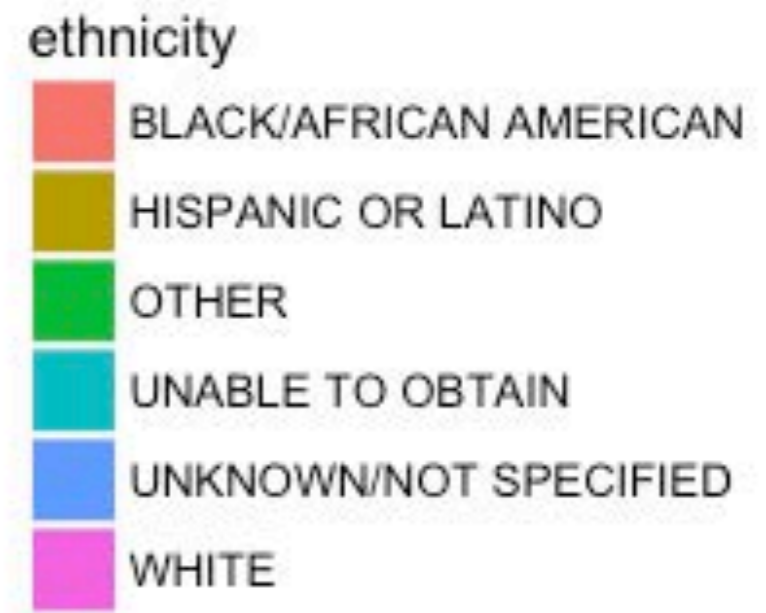 ethnicity
BLACK/AFRICAN AMERICAN
HISPANIC OR LATINO
OTHER
UNABLE TO OBTAIN
UNKNOWN/NOT SPECIFIED
WHITE